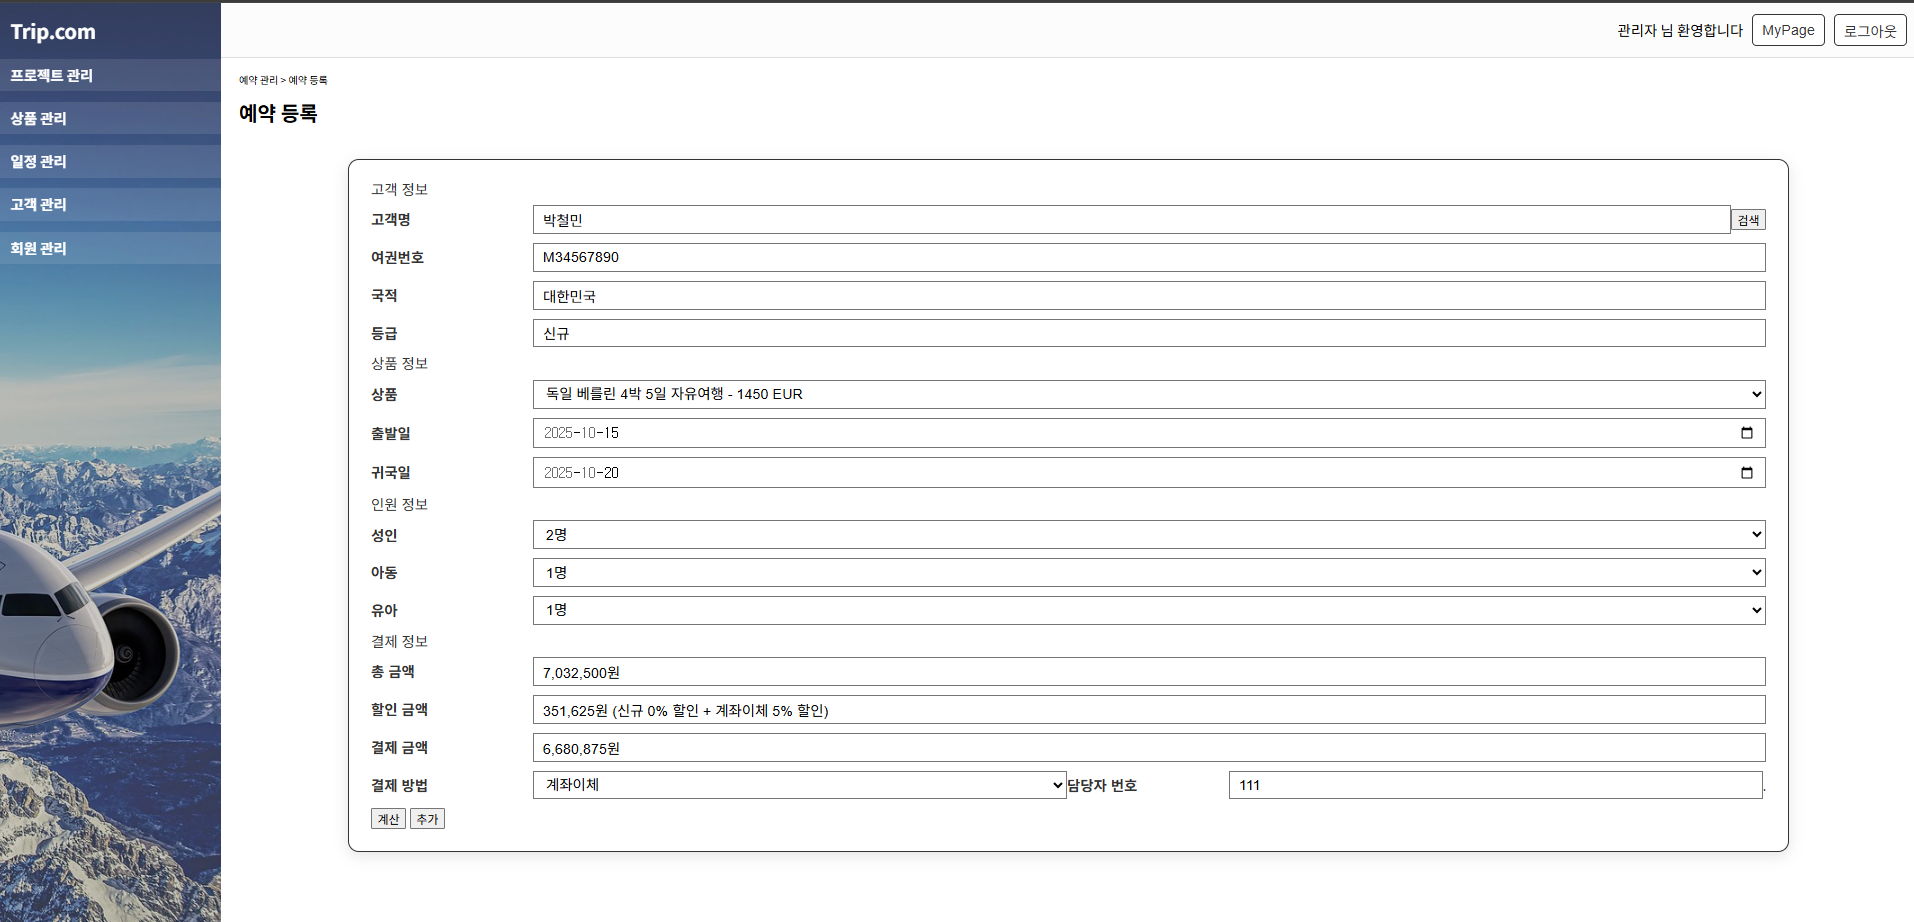 Trip.com
프로젝트 관리
상품 관리
일정 관리
고객 관리
회원 관리
관리자 님 환영합니다 MyPage 로그아웃
예약 관리 > 예약 등록
예약 등록
고객 정보
고객명 박철민 검색
여권번호 M34567890
국적 대한민국
등급 신규
상품 정보
상품 독일 베를린 4박 5일 자유여행 - 1450 EUR
출발일 2025-10-15
귀국일 2025-10-20
인원 정보
성인 2명
아동 1명
유아 1명
결제 정보
총 금액 7,032,500원
할인 금액 351,625원 (신규 0% 할인 + 계좌이체 5% 할인)
결제 금액 6,680,875원
결제 방법 계좌이체 담당자 번호 111 .
계산 추가